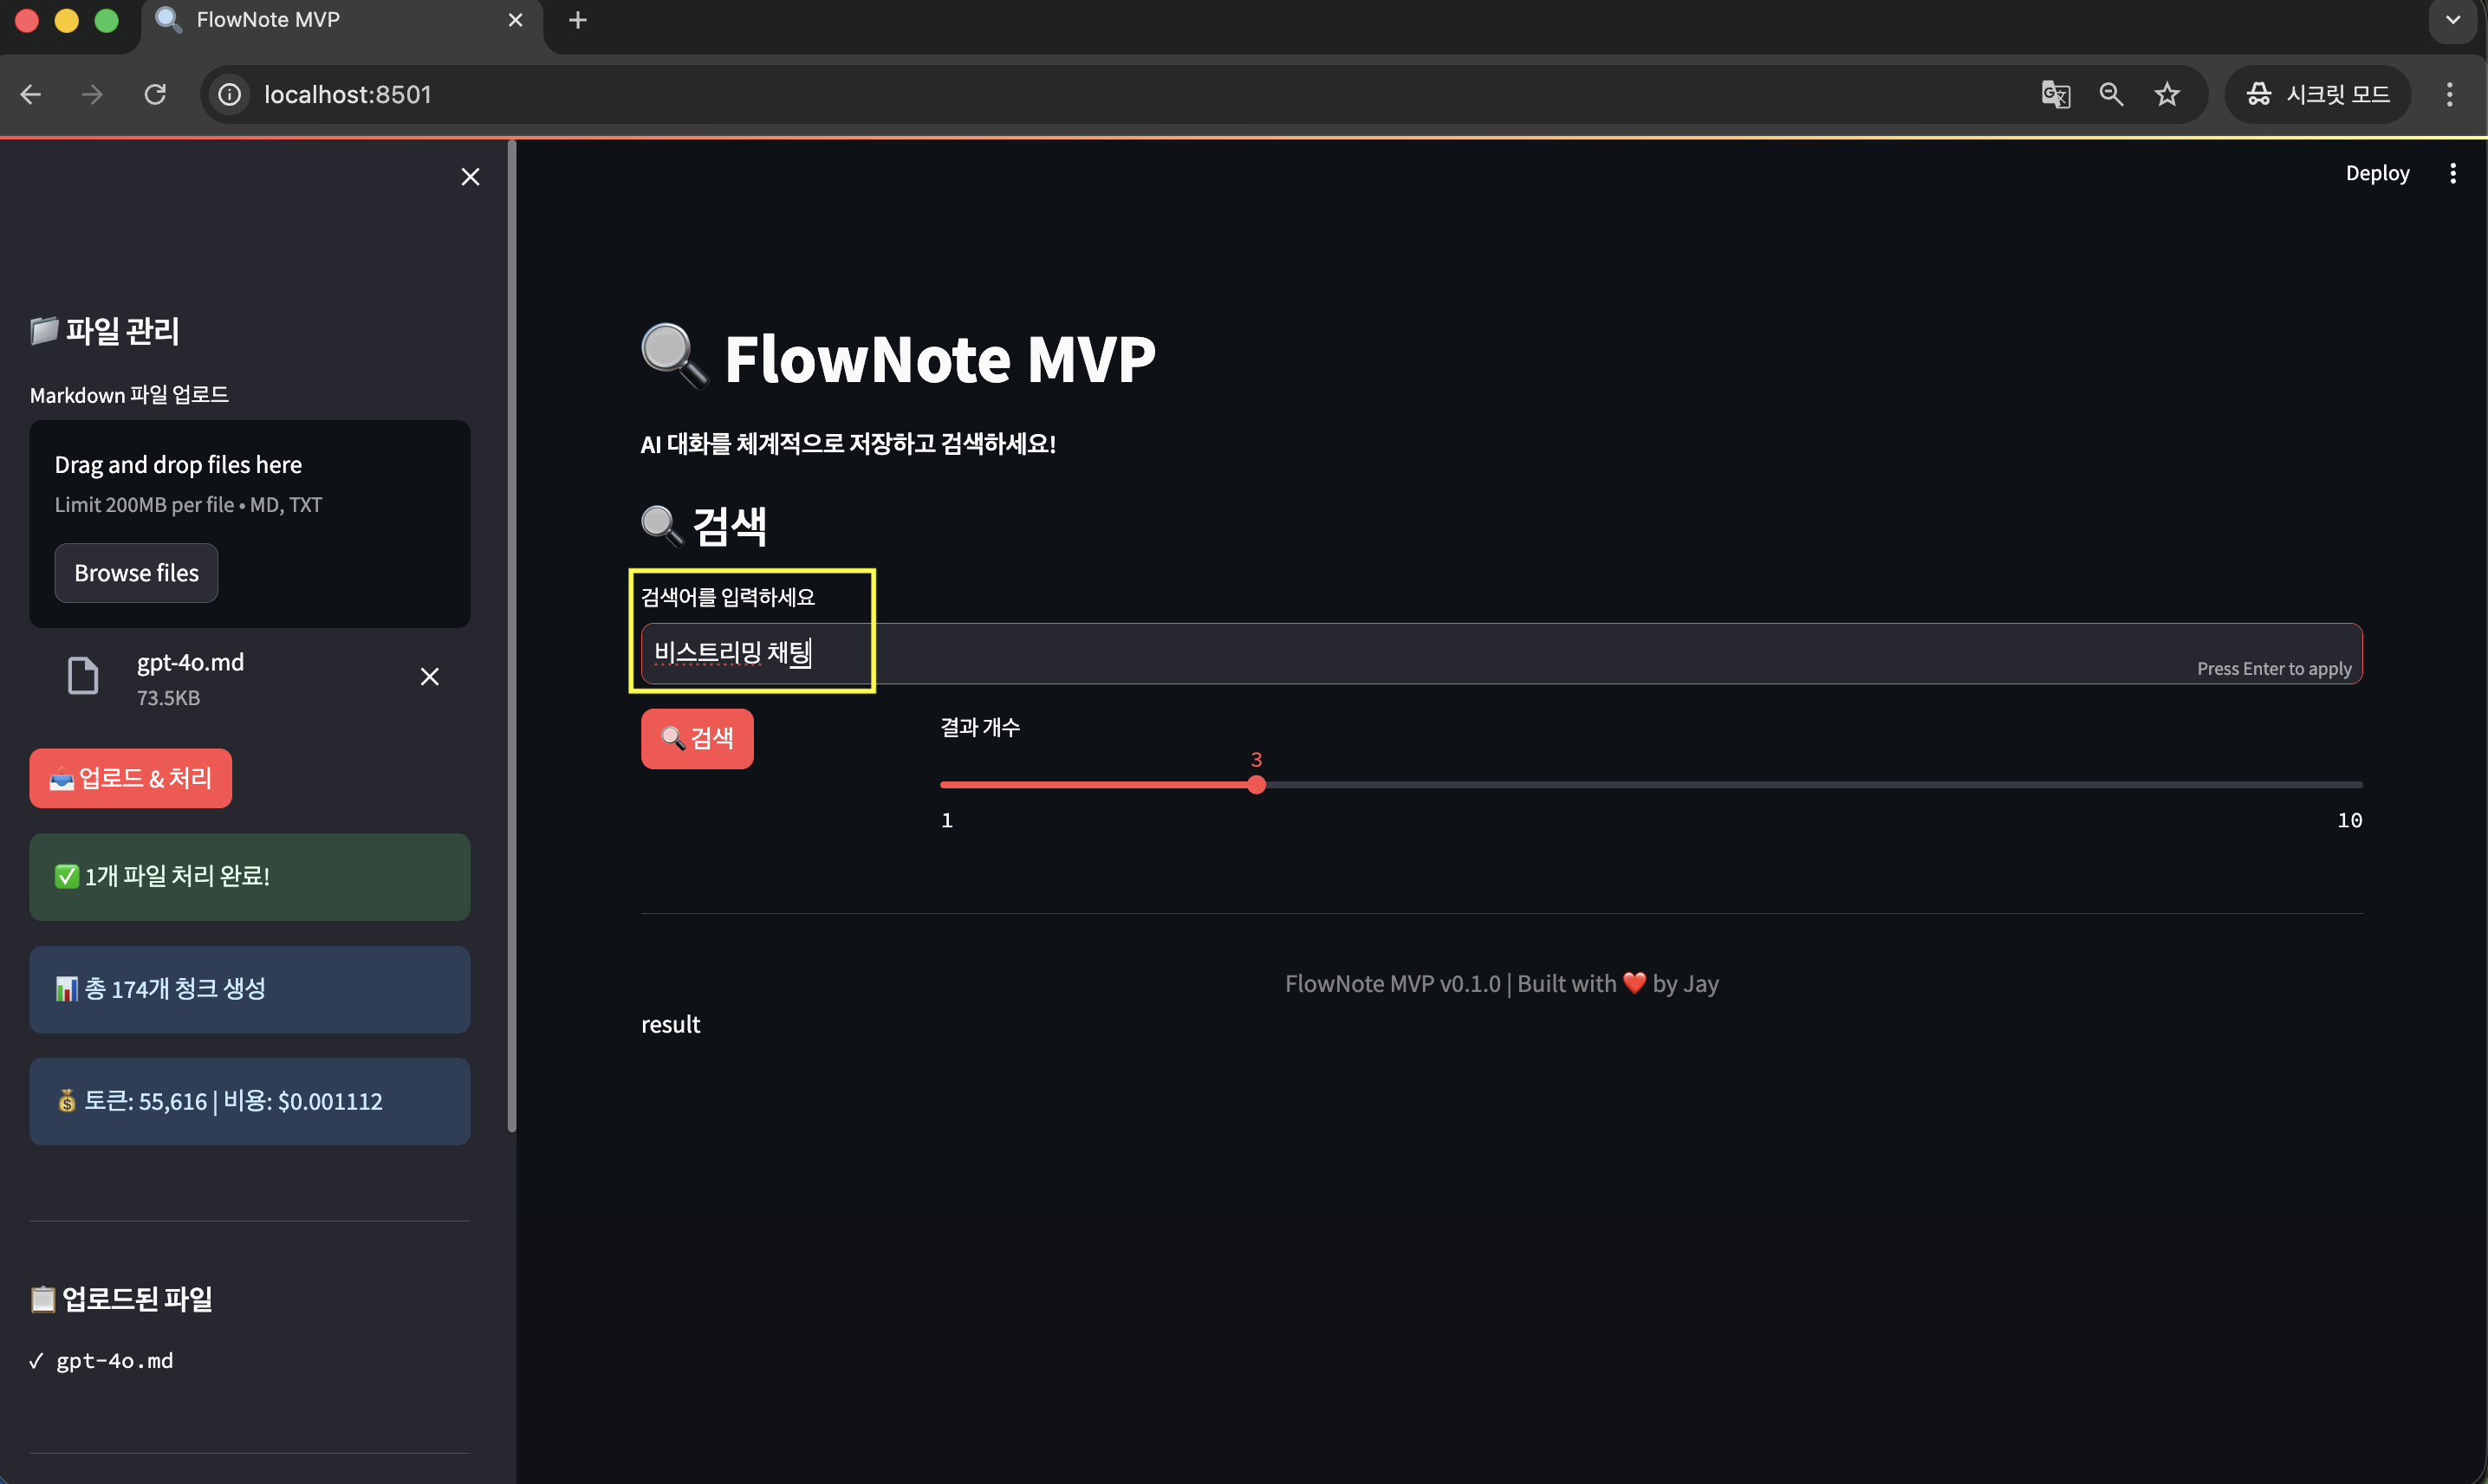 FlowNote MVP
localhost:8501
시크릿 모드
Deploy
파일 관리
Markdown 파일 업로드
Drag and drop files here
Limit 200MB per file • MD, TXT
Browse files
gpt-4o.md
73.5KB
📤 업로드 & 처리
✅ 1개 파일 처리 완료!
📊 총 174개 청크 생성
💰 토큰: 55,616 | 비용: $0.001112
📋 업로드된 파일
✓ gpt-4o.md
🔍 FlowNote MVP
AI 대화를 체계적으로 저장하고 검색하세요!
🔍 검색
검색어를 입력하세요
비스트리밍 채팅
Press Enter to apply
🔍 검색
결과 개수
3
1
10
FlowNote MVP v0.1.0 | Built with ❤️ by Jay
result